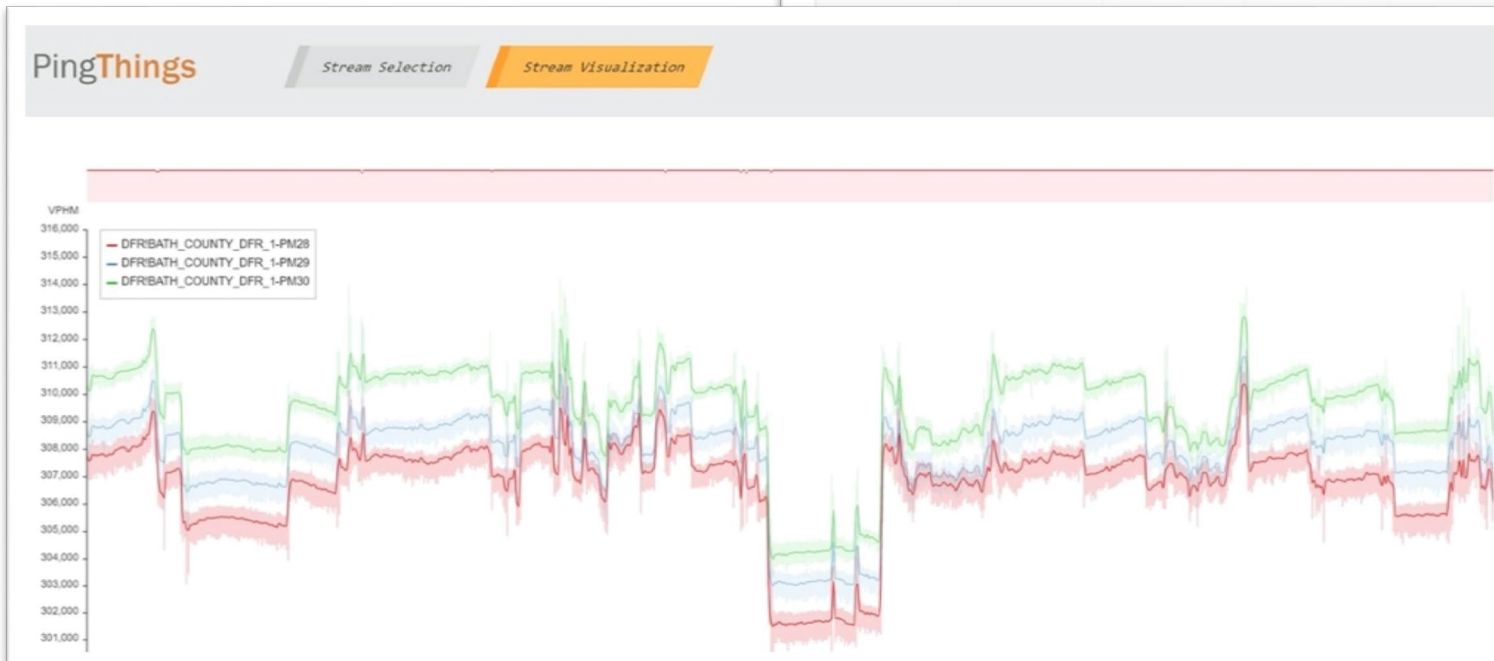 PingThings
Stream Selection
Stream Visualization
VPHM
316,000
315,000
314,000
313,000
312,000
311,000
310,000
309,000
308,000
307,000
306,000
305,000
304,000
303,000
302,000
301,000
DFR!BATH_COUNTY_DFR_1-PM28
DFR!BATH_COUNTY_DFR_1-PM29
DFR!BATH_COUNTY_DFR_1-PM30